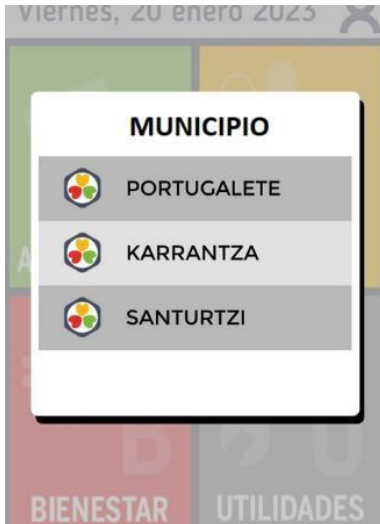 Viernes, 20 enero 2023
MUNICIPIO
PORTUGALETE
KARRANTZA
SANTURTZI
B
U
BIENESTAR
UTILIDADES